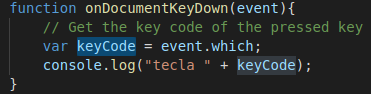 function onDocumentKeyDown(event){
// Get the key code of the pressed key
var keyCode = event.which;
console.log("tecla " + keyCode);
}